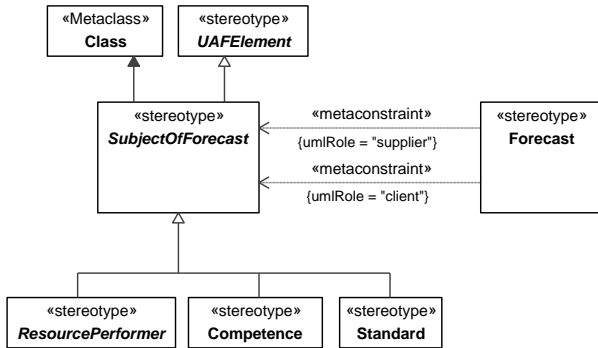 «Metaclass»
Class
«stereotype»
UAFElement
«stereotype»
SubjectOfForecast
«metaconstraint»
{umlRole = "supplier"}
«metaconstraint»
{umlRole = "client"}
«stereotype»
Forecast
«stereotype»
ResourcePerformer
«stereotype»
Competence
«stereotype»
Standard